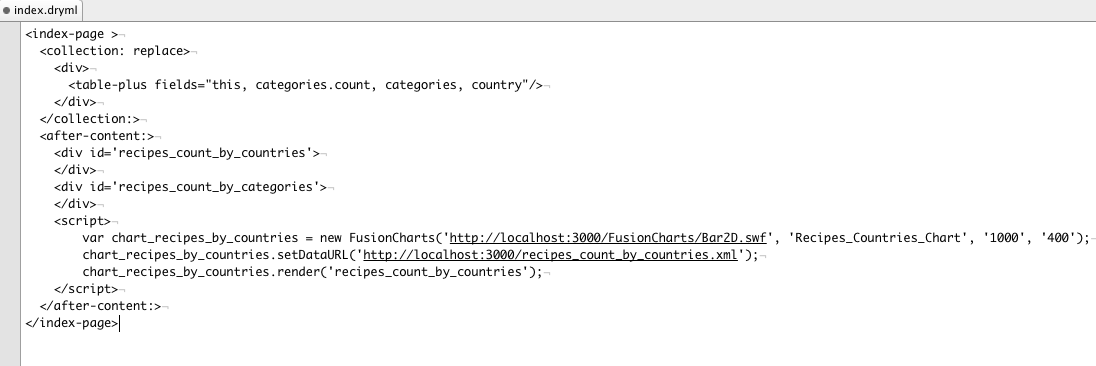 index.dryml
<index-page >¬
  <collection: replace>¬
    <div>¬
      <table-plus fields="this, categories.count, categories, country"/>¬
    </div>¬
  </collection:>¬
  <after-content:>¬
    <div id='recipes_count_by_countries'>¬
    </div>¬
    <div id='recipes_count_by_categories'>¬
    </div>¬
    <script>¬
        var chart_recipes_by_countries = new FusionCharts('http://localhost:3000/FusionCharts/Bar2D.swf', 'Recipes_Countries_Chart', '1000', '400');¬
        chart_recipes_by_countries.setDataURL('http://localhost:3000/recipes_count_by_countries.xml');¬
        chart_recipes_by_countries.render('recipes_count_by_countries');¬
    </script>¬
  </after-content:>¬
</index-page>